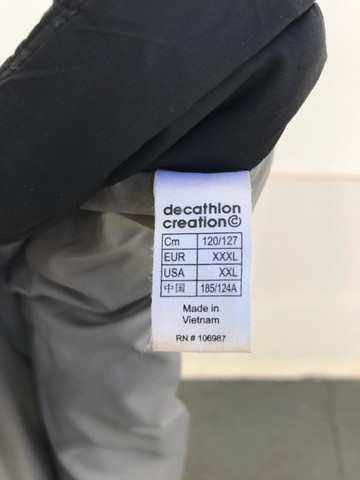 decathlon
creation©
Cm 120/127
EUR XXXL
USA XXL
中国 185/124A
Made in
Vietnam
RN # 106987